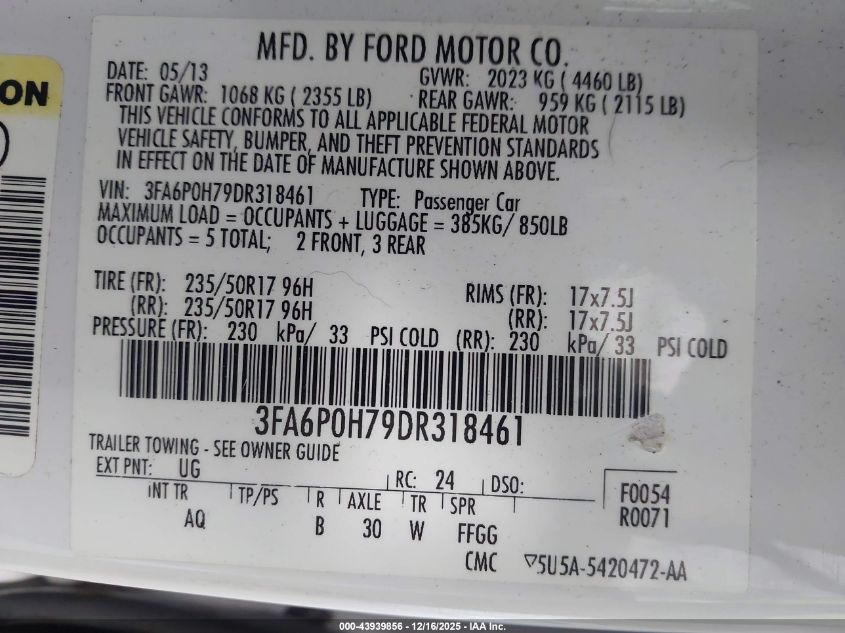 MFD. BY FORD MOTOR CO.
DATE: 05/13 GVWR: 2023 KG ( 4460 LB)
FRONT GAWR: 1068 KG ( 2355 LB) REAR GAWR: 959 KG ( 2115 LB)
THIS VEHICLE CONFORMS TO ALL APPLICABLE FEDERAL MOTOR
VEHICLE SAFETY, BUMPER, AND THEFT PREVENTION STANDARDS
IN EFFECT ON THE DATE OF MANUFACTURE SHOWN ABOVE.
VIN: 3FA6P0H79DR318461 TYPE: Passenger Car
MAXIMUM LOAD = OCCUPANTS + LUGGAGE = 385KG/ 850LB
OCCUPANTS = 5 TOTAL; 2 FRONT, 3 REAR
TIRE (FR): 235/50R17 96H RIMS (FR): 17x7.5J
(RR): 235/50R17 96H (RR): 17x7.5J
PRESSURE (FR): 230 kPa/ 33 PSI COLD (RR): 230 kPa/ 33 PSI COLD
3FA6P0H79DR318461
TRAILER TOWING - SEE OWNER GUIDE
EXT PNT: UG RC: 24 DSO:
INT TR TP/PS R AXLE TR SPR
F0054
R0071
AQ B 30 W FFGG
CMC ▽5U5A-5420472-AA
ON
000-43939856 - 12/16/2025 - IAA Inc.